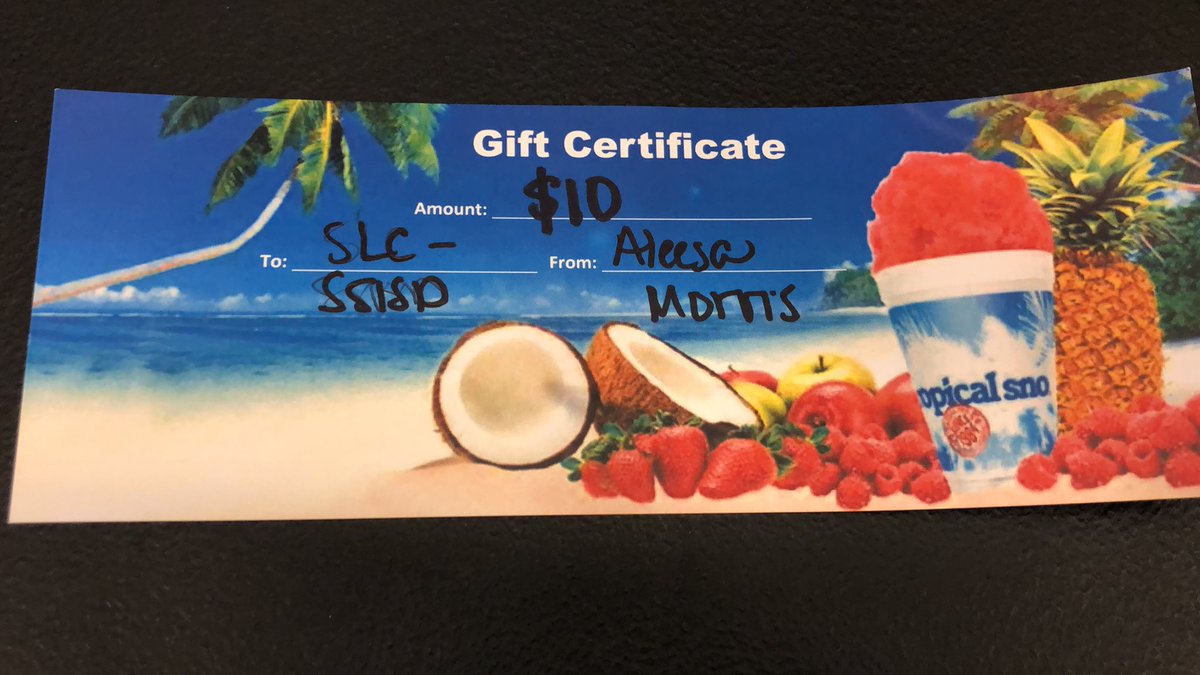 Gift Certificate
Amount: $10
To: SLC - From: Aleesa
SSISD Morris
opical sno